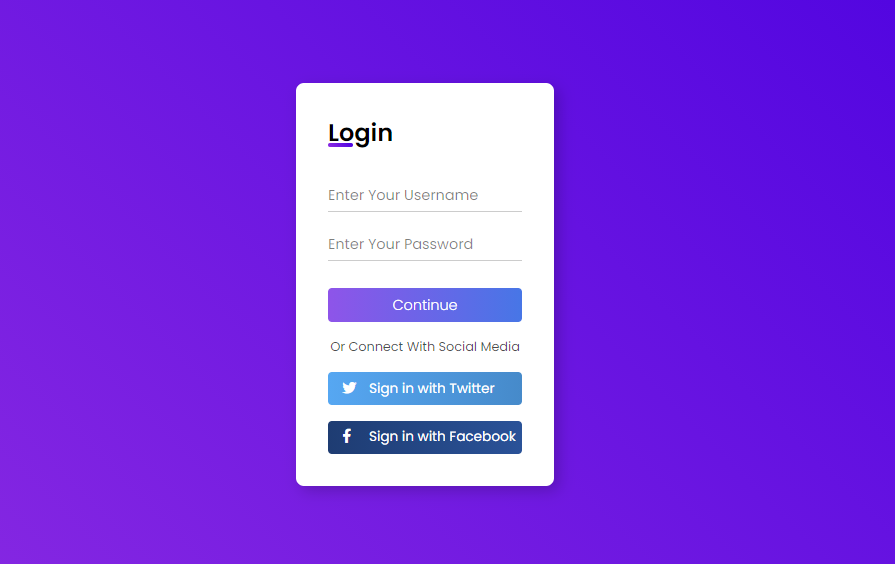 Login
Enter Your Username
Enter Your Password
Continue
Or Connect With Social Media
Sign in with Twitter
Sign in with Facebook